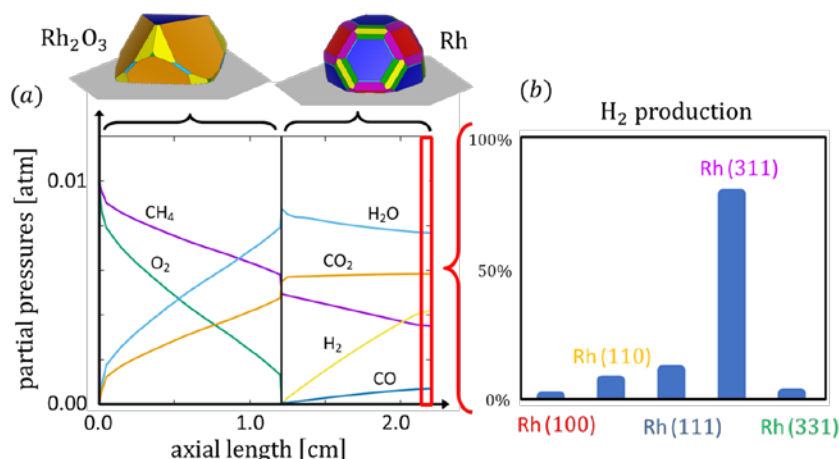 Rh₂O₃
Rh
(a)
(b)
H₂ production
partial pressures [atm]
0.01
0.00
CH₄
O₂
H₂O
CO₂
H₂
CO
0.0
1.0
2.0
axial length [cm]
100%
50%
0%
Rh (311)
Rh (110)
Rh (100)
Rh (111)
Rh (331)